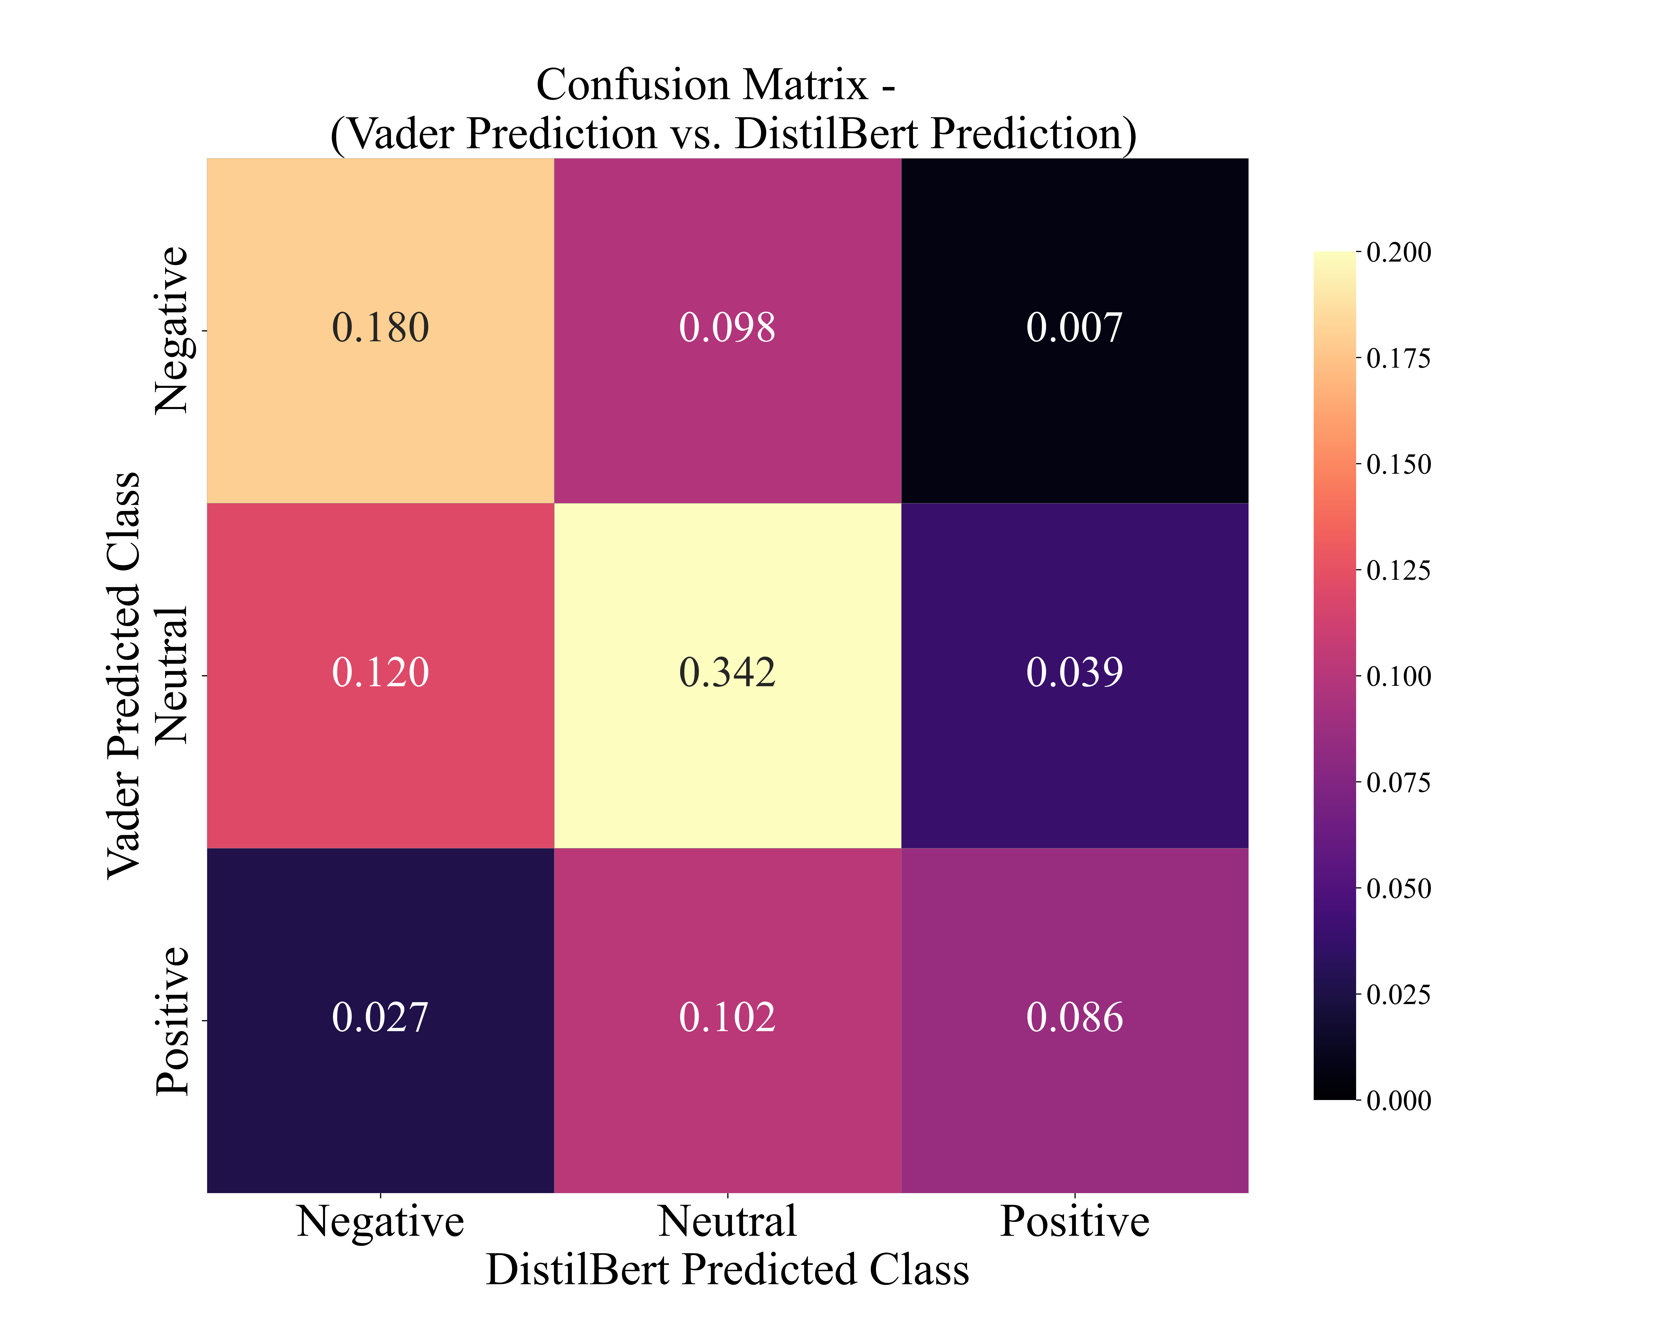 Confusion Matrix -
(Vader Prediction vs. DistilBert Prediction)
Vader Predicted Class
Negative
0.180 0.098 0.007
Neutral
0.120 0.342 0.039
Positive
0.027 0.102 0.086
Negative Neutral Positive
DistilBert Predicted Class
0.200
0.175
0.150
0.125
0.100
0.075
0.050
0.025
0.000